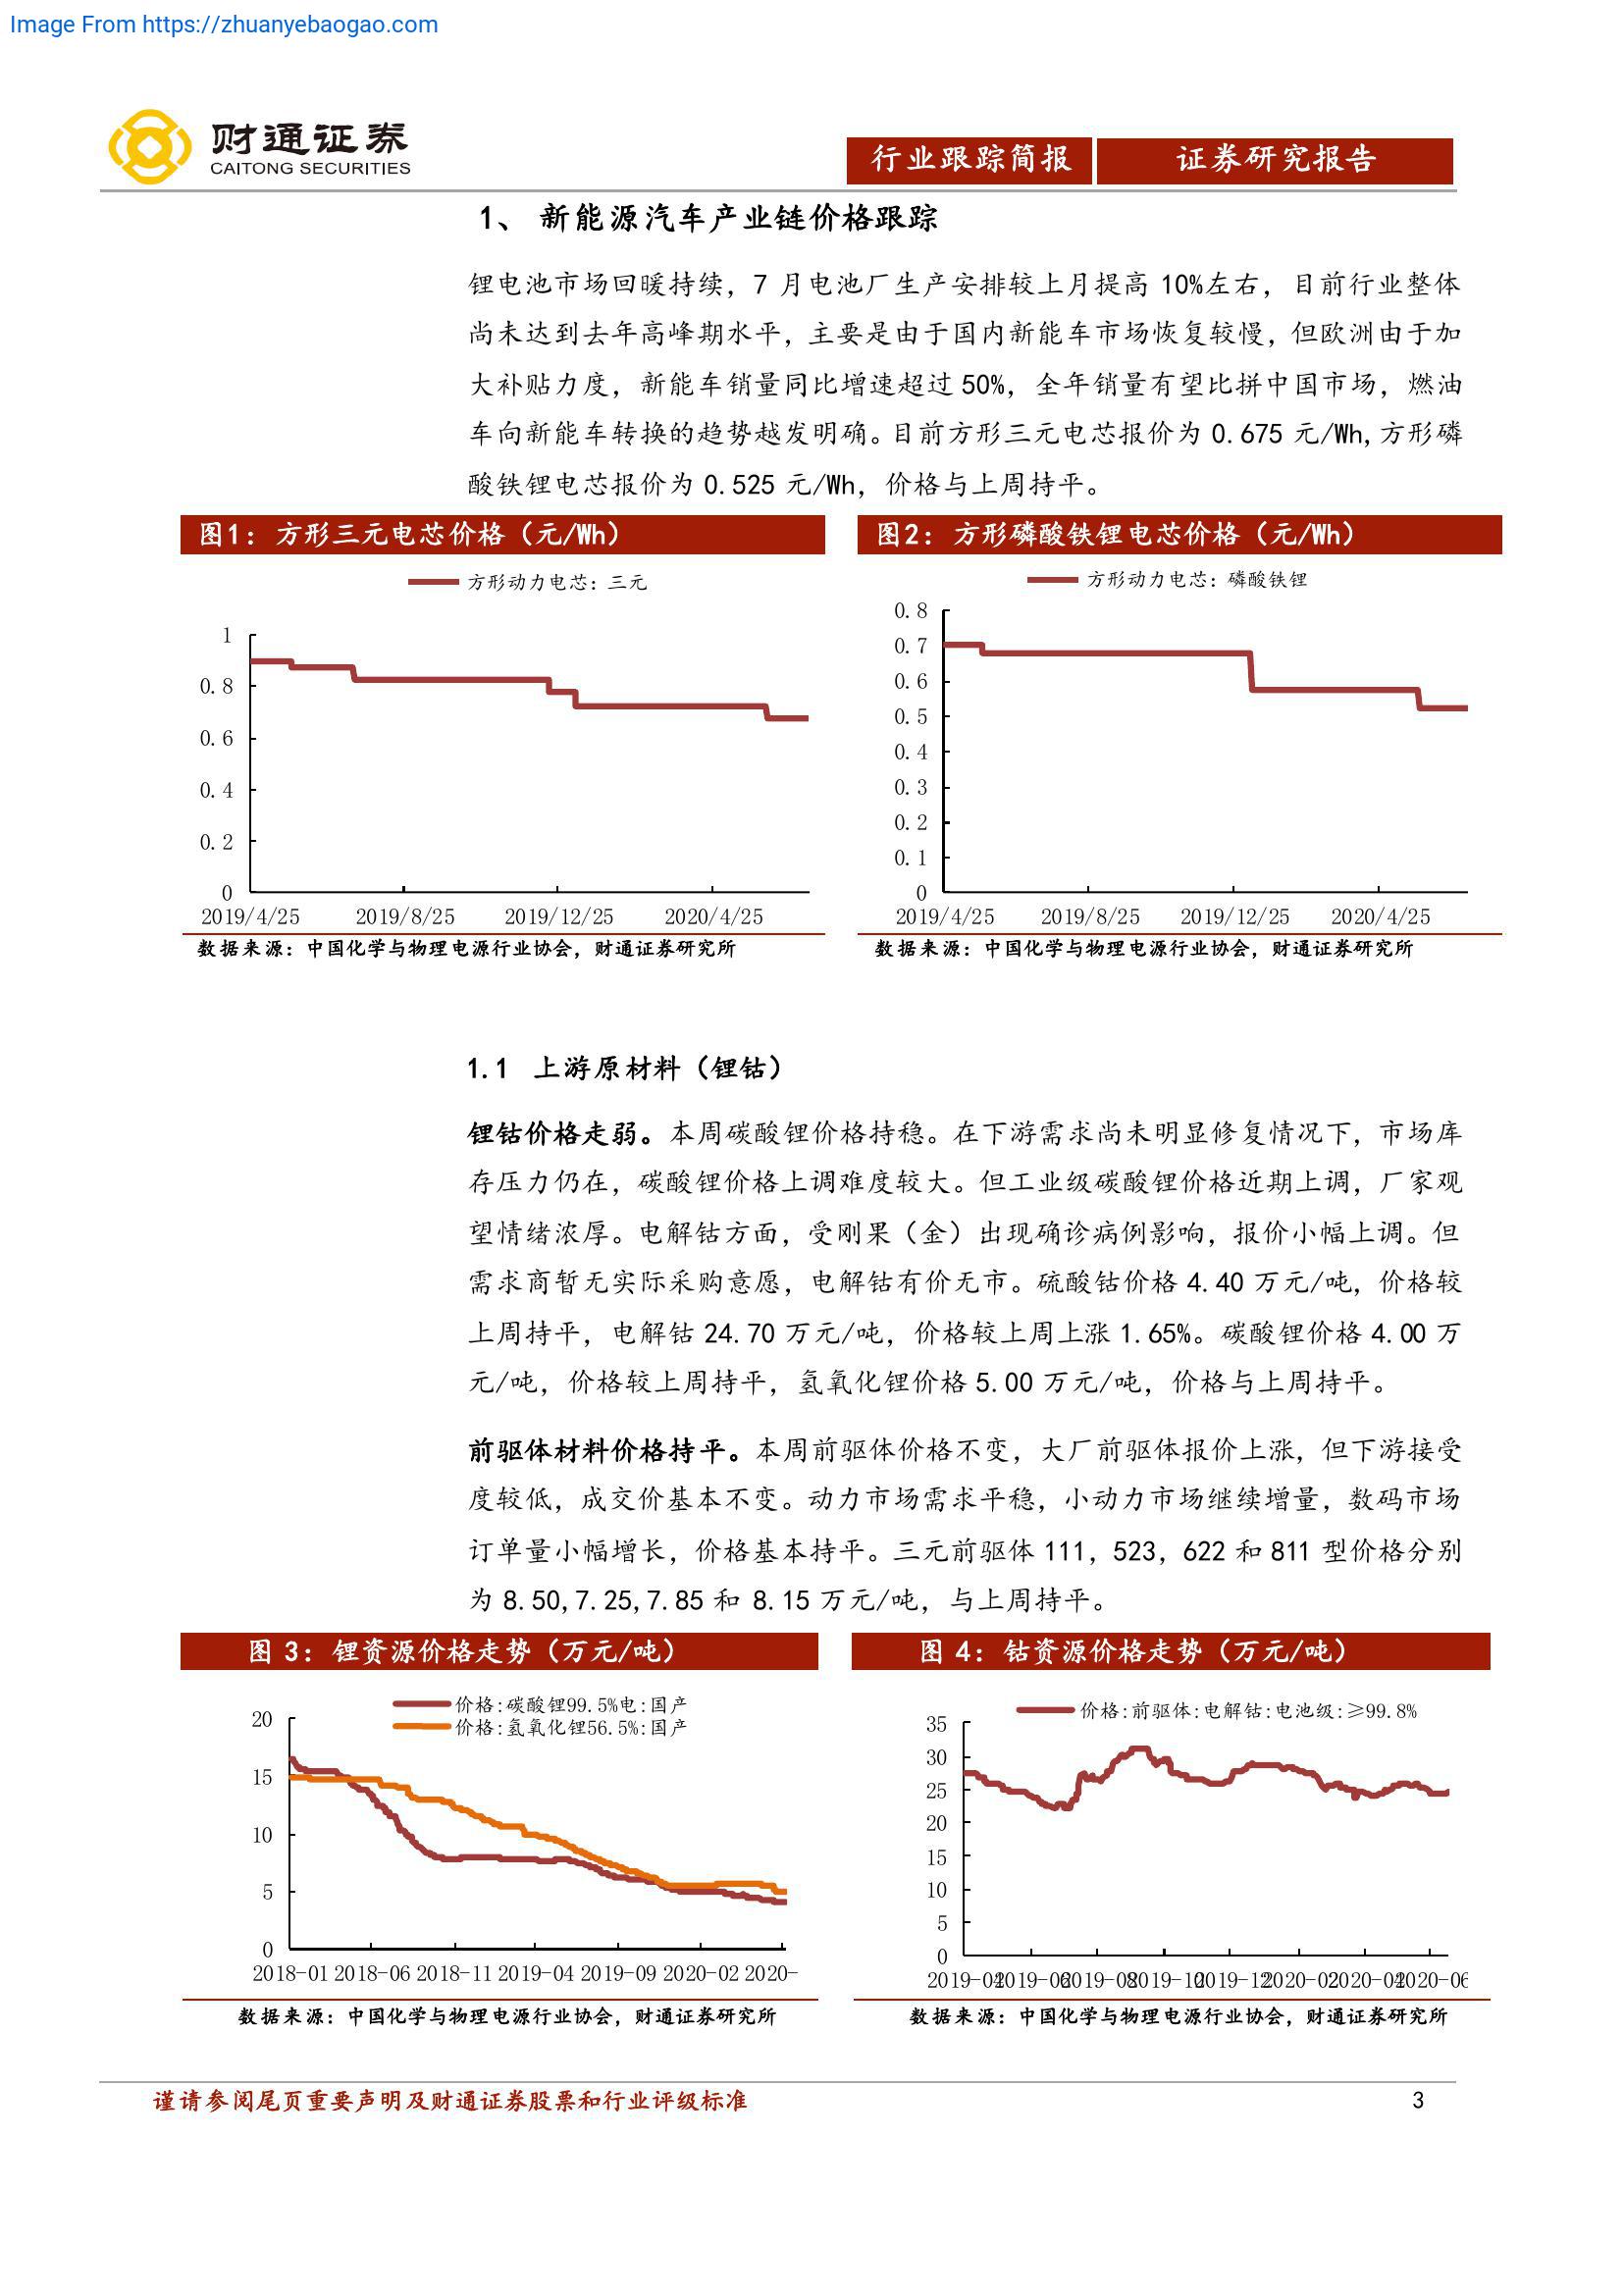 Image From https://zhuanyebaogao.com
财通证券
CAITONG SECURITIES
行业跟踪简报 证券研究报告
1、 新能源汽车产业链价格跟踪
锂电池市场回暖持续，7 月电池厂生产安排较上月提高 10%左右，目前行业整体
尚未达到去年高峰期水平，主要是由于国内新能车市场恢复较慢，但欧洲由于加
大补贴力度，新能车销量同比增速超过 50%，全年销量有望比拼中国市场，燃油
车向新能车转换的趋势越发明确。目前方形三元电芯报价为 0.675 元/Wh,方形磷
酸铁锂电芯报价为 0.525 元/Wh，价格与上周持平。
图1：方形三元电芯价格（元/Wh）
方形动力电芯：三元
1
0.8
0.6
0.4
0.2
0
2019/4/25 2019/8/25 2019/12/25 2020/4/25
数据来源：中国化学与物理电源行业协会，财通证券研究所
图2：方形磷酸铁锂电芯价格（元/Wh）
方形动力电芯：磷酸铁锂
0.8
0.7
0.6
0.5
0.4
0.3
0.2
0.1
0
2019/4/25 2019/8/25 2019/12/25 2020/4/25
数据来源：中国化学与物理电源行业协会，财通证券研究所
1.1 上游原材料（锂钴）
锂钴价格走弱。本周碳酸锂价格持稳。在下游需求尚未明显修复情况下，市场库
存压力仍在，碳酸锂价格上调难度较大。但工业级碳酸锂价格近期上调，厂家观
望情绪浓厚。电解钴方面，受刚果（金）出现确诊病例影响，报价小幅上调。但
需求商暂无实际采购意愿，电解钴有价无市。硫酸钴价格 4.40 万元/吨，价格较
上周持平，电解钴 24.70 万元/吨，价格较上周上涨 1.65%。碳酸锂价格 4.00 万
元/吨，价格较上周持平，氢氧化锂价格 5.00 万元/吨，价格与上周持平。
前驱体材料价格持平。本周前驱体价格不变，大厂前驱体报价上涨，但下游接受
度较低，成交价基本不变。动力市场需求平稳，小动力市场继续增量，数码市场
订单量小幅增长，价格基本持平。三元前驱体 111，523，622 和 811 型价格分别
为 8.50,7.25,7.85 和 8.15 万元/吨，与上周持平。
图 3：锂资源价格走势（万元/吨）
价格:碳酸锂99.5%电:国产
价格:氢氧化锂56.5%:国产
20
15
10
5
0
2018-01 2018-06 2018-11 2019-04 2019-09 2020-02 2020-
数据来源：中国化学与物理电源行业协会，财通证券研究所
图 4：钴资源价格走势（万元/吨）
价格:前驱体:电解钴:电池级:≥99.8%
35
30
25
20
15
10
5
0
2019-04 2019-06 2019-08 2019-10 2019-12 2020-02 2020-04 2020-06
数据来源：中国化学与物理电源行业协会，财通证券研究所
谨请参阅尾页重要声明及财通证券股票和行业评级标准 3